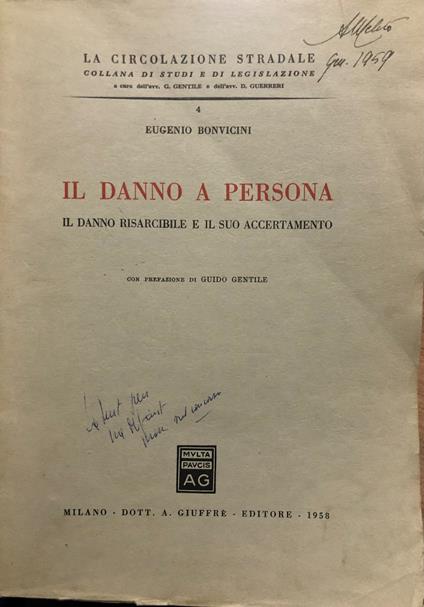 LA CIRCOLAZIONE STRADALE
COLLANA DI STUDI E DI LEGISLAZIONE
a cura dell'avv. G. GENTILE e dell'avv. D. GUERRERI
1959
4
EUGENIO BONVICINI
IL DANNO A PERSONA
IL DANNO RISARCIBILE E IL SUO ACCERTAMENTO
CON PREFAZIONE DI GUIDO GENTILE
MVLTA
PAVCIS
AG
MILANO - DOTT. A. GIUFFRÈ - EDITORE - 1958